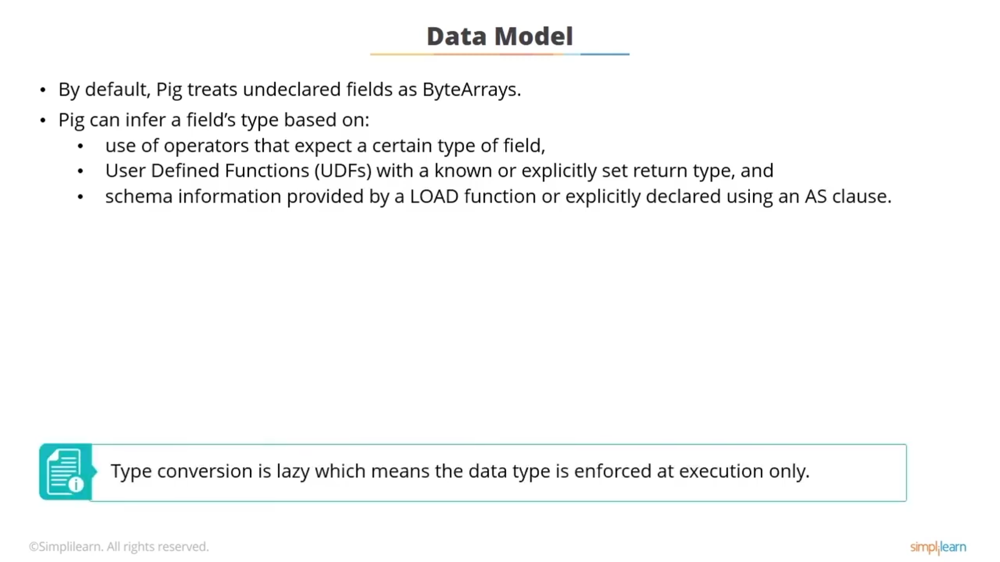 Data Model
• By default, Pig treats undeclared fields as ByteArrays.
• Pig can infer a field’s type based on:
• use of operators that expect a certain type of field,
• User Defined Functions (UDFs) with a known or explicitly set return type, and
• schema information provided by a LOAD function or explicitly declared using an AS clause.
i
Type conversion is lazy which means the data type is enforced at execution only.
©Simplilearn. All rights reserved.
simplilearn